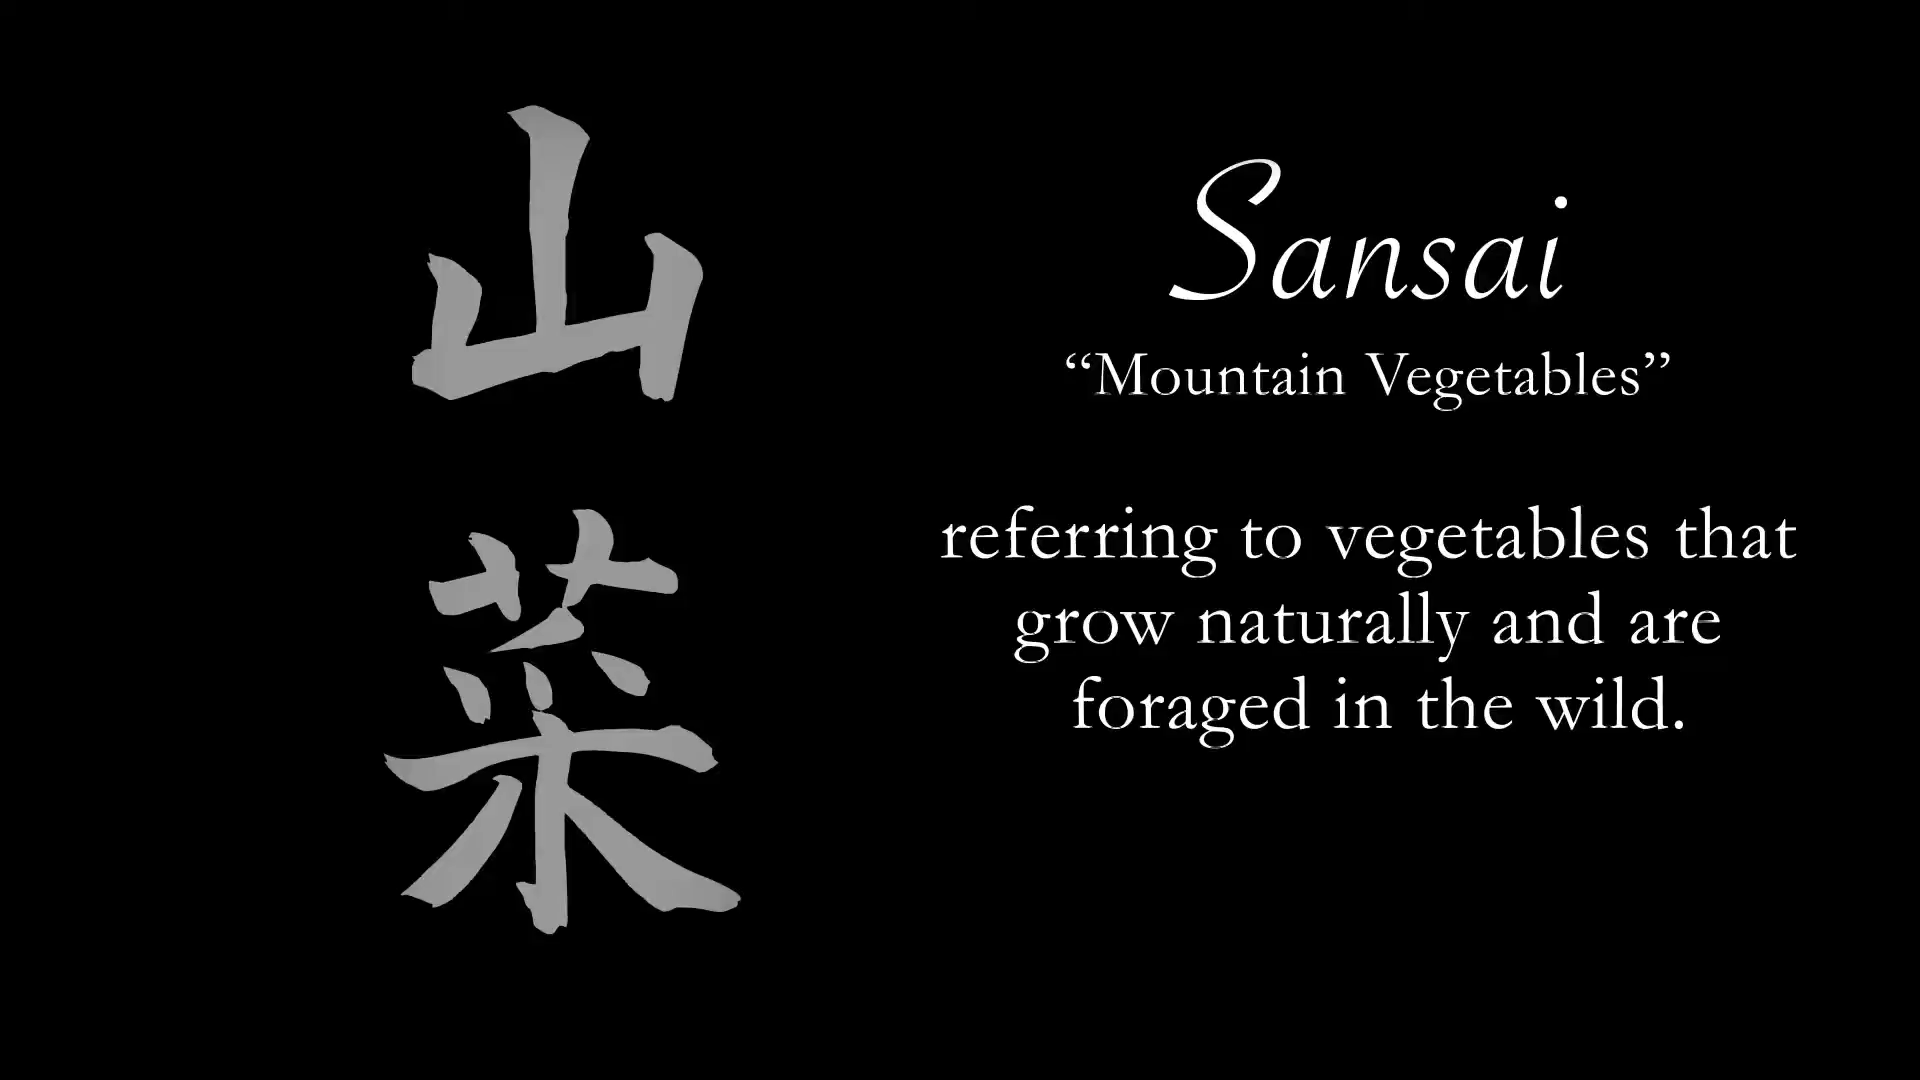 山菜
Sansai
“Mountain Vegetables”
referring to vegetables that
grow naturally and are
foraged in the wild.